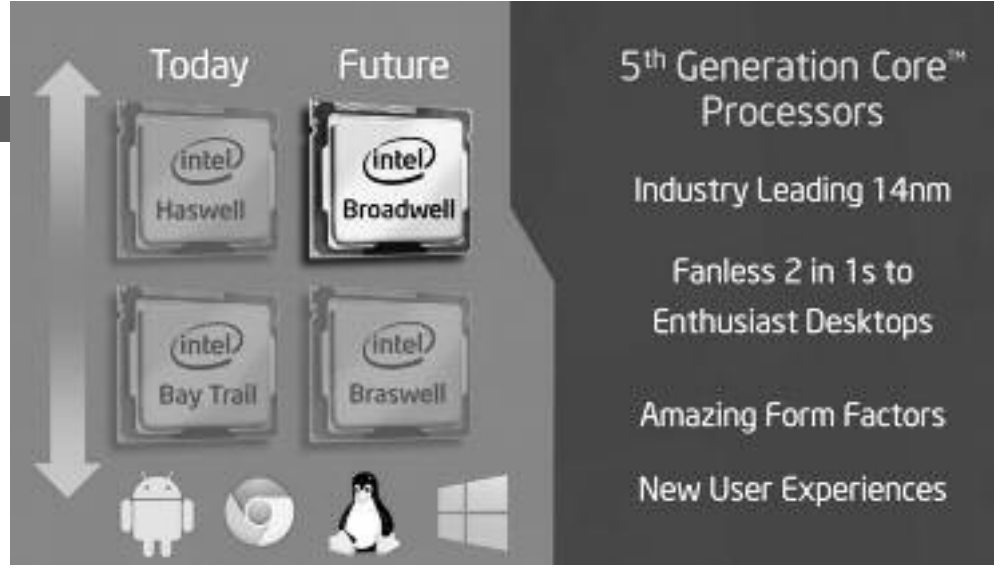 Today
Future
intel
Haswell
intel
Broadwell
intel
Bay Trail
intel
Braswell
5th Generation Core™
Processors
Industry Leading 14nm
Fanless 2 in 1s to
Enthusiast Desktops
Amazing Form Factors
New User Experiences